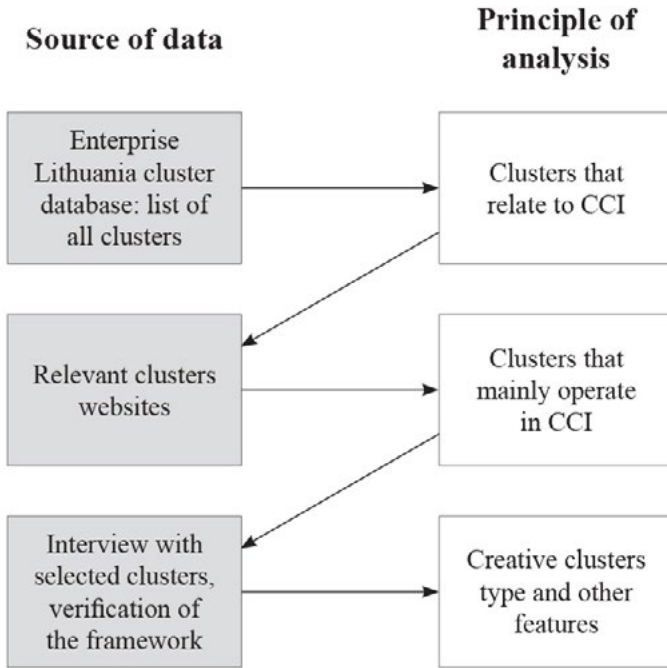 Source of data
Principle of
analysis
Enterprise
Lithuania cluster
database: list of
all clusters
Clusters that
relate to CCI
Relevant clusters
websites
Clusters that
mainly operate
in CCI
Interview with
selected clusters,
verification of
the framework
Creative clusters
type and other
features